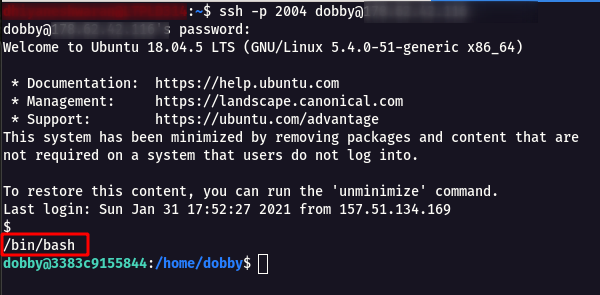 :~$ ssh -p 2004 dobby@
dobby@ 's password:
Welcome to Ubuntu 18.04.5 LTS (GNU/Linux 5.4.0-51-generic x86_64)
* Documentation:  https://help.ubuntu.com
* Management:     https://landscape.canonical.com
* Support:        https://ubuntu.com/advantage
This system has been minimized by removing packages and content that are
not required on a system that users do not log into.
To restore this content, you can run the 'unminimize' command.
Last login: Sun Jan 31 17:52:27 2021 from 157.51.134.169
$
/bin/bash
dobby@3383c9155844:/home/dobby$